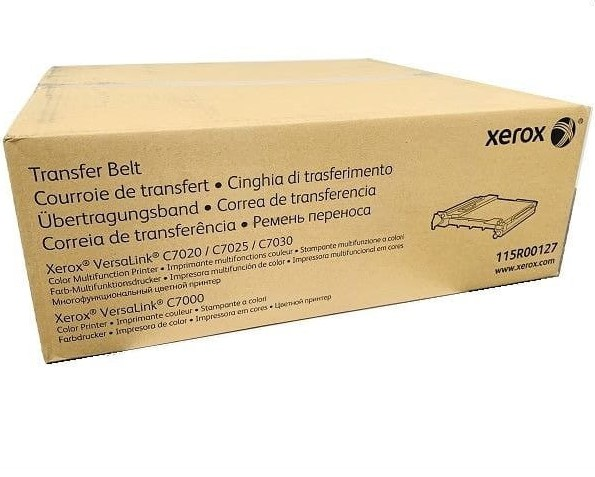 xerox
Transfer Belt
Courroie de transfert • Cinghia di trasferimento
Übertragungsband • Correa de transferencia
Correia de transferência • Ремень переноса
Xerox® VersaLink® C7020 / C7025 / C7030
Color Multifunction Printer • Imprimante multifonctions couleur • Stampante multifunzione a colori
Farb-Multifunktionsdrucker • Impresora multifunción de color • Impressora multifuncional em cores
Многофункциональный цветной принтер
Xerox® VersaLink® C7000
Color Printer • Imprimante couleur • Stampante a colori
Farbdrucker • Impresora de color • Impressora em cores • Цветной принтер
115R00127
www.xerox.com